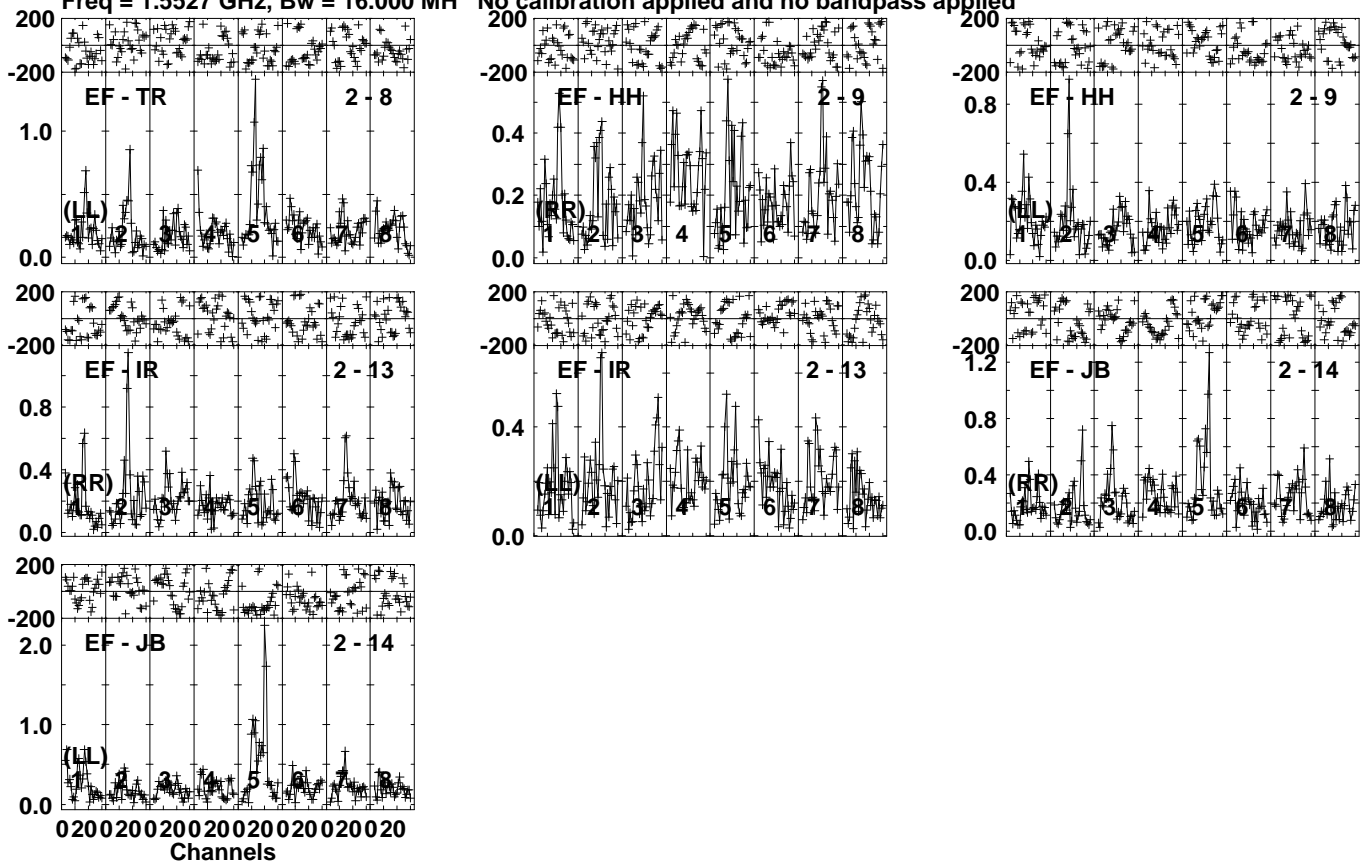 Freq = 1.5527 GHz, Bw = 16.000 MH No calibration applied and no bandpass applied
200
-200
EF - TR 2 - 8
1.0
(LL)
1 2 3 4 5 6 7 8
0.0
200
-200
EF - HH 2 - 9
0.4
0.2
(RR)
1 2 3 4 5 6 7 8
0.0
200
-200
EF - HH 2 - 9
0.8
0.4
(LL)
1 2 3 4 5 6 7 8
0.0
200
-200
EF - IR 2 - 13
0.8
0.4
(RR)
1 2 3 4 5 6 7 8
0.0
200
-200
EF - IR 2 - 13
0.4
(LL)
1 2 3 4 5 6 7 8
0.0
200
-200
1.2
EF - JB 2 - 14
0.8
0.4
(RR)
1 2 3 4 5 6 7 8
0.0
200
-200
EF - JB 2 - 14
2.0
1.0
(LL)
1 2 3 4 5 6 7 8
0.0
0 20 0 20 0 20 0 20 0 20 0 20 0 20 0 20
Channels